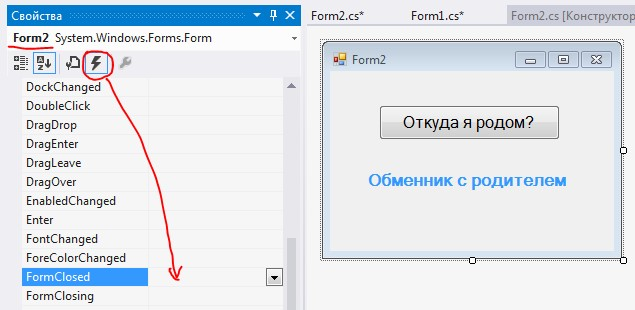 Свойства
Form2 System.Windows.Forms.Form
DockChanged
DoubleClick
DragDrop
DragEnter
DragLeave
DragOver
EnabledChanged
Enter
FontChanged
ForeColorChanged
FormClosed
FormClosing
Form2.cs*
Form1.cs*
Form2.cs [Конструктор
Form2
Откуда я родом?
Обменник с родителем